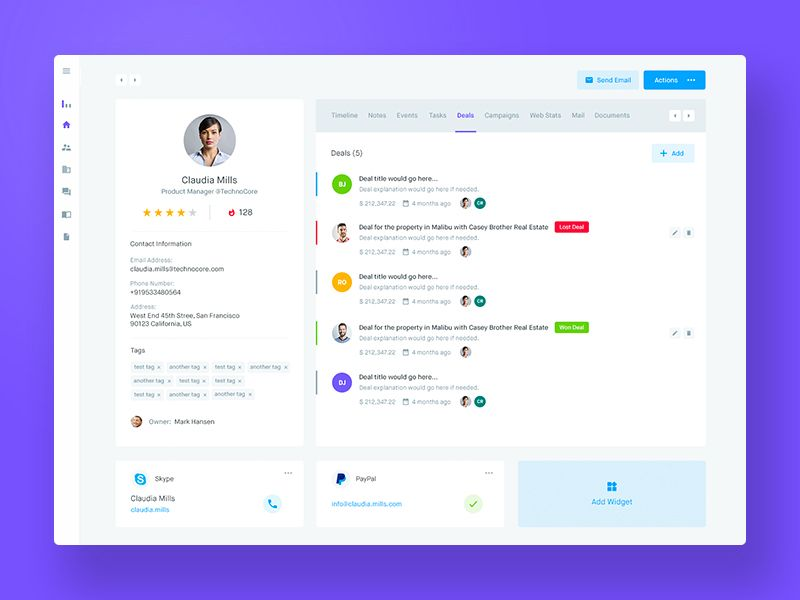 Send Email
Actions
Claudia Mills
Product Manager @TechnoCore
128
Contact Information
Email Address:
claudia.mills@technocore.com
Phone Number:
+919533480564
Address:
West End 45th Stree, San Francisco
90123 California, US
Tags
test tag × another tag × test tag × another tag ×
another tag × test tag × test tag ×
test tag × another tag × another tag ×
Owner: Mark Hansen
Timeline Notes Events Tasks Deals Campaigns Web Stats Mail Documents
Deals (5)
+ Add
BJ
Deal title would go here...
Deal explanation would go here if needed.
$ 212,347.22 4 months ago CR
Deal for the property in Malibu with Casey Brother Real Estate Lost Deal
Deal explanation would go here if needed.
$ 212,347.22 4 months ago
RO
Deal title would go here...
Deal explanation would go here if needed.
$ 212,347.22 4 months ago CR
Deal for the property in Malibu with Casey Brother Real Estate Won Deal
Deal explanation would go here if needed.
$ 212,347.22 4 months ago
DJ
Deal title would go here...
Deal explanation would go here if needed.
$ 212,347.22 4 months ago CR
Skype
Claudia Mills
claudia.mills
PayPal
info@claudia.mills.com
Add Widget